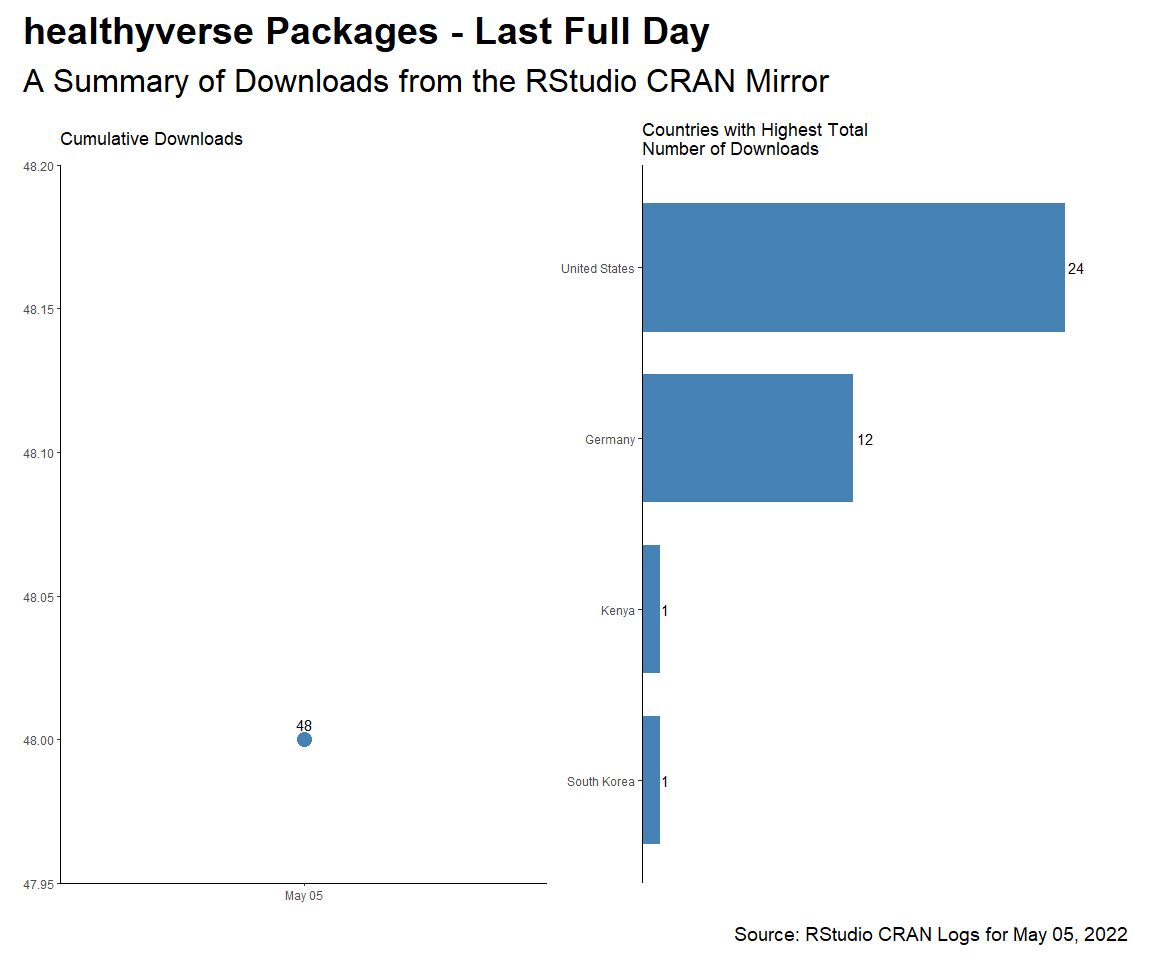 healthyverse Packages - Last Full Day
A Summary of Downloads from the RStudio CRAN Mirror
Cumulative Downloads
48.20
48.15
48.10
48.05
48.00
47.95
48
May 05
Countries with Highest Total
Number of Downloads
United States
24
Germany
12
Kenya
1
South Korea
1
Source: RStudio CRAN Logs for May 05, 2022